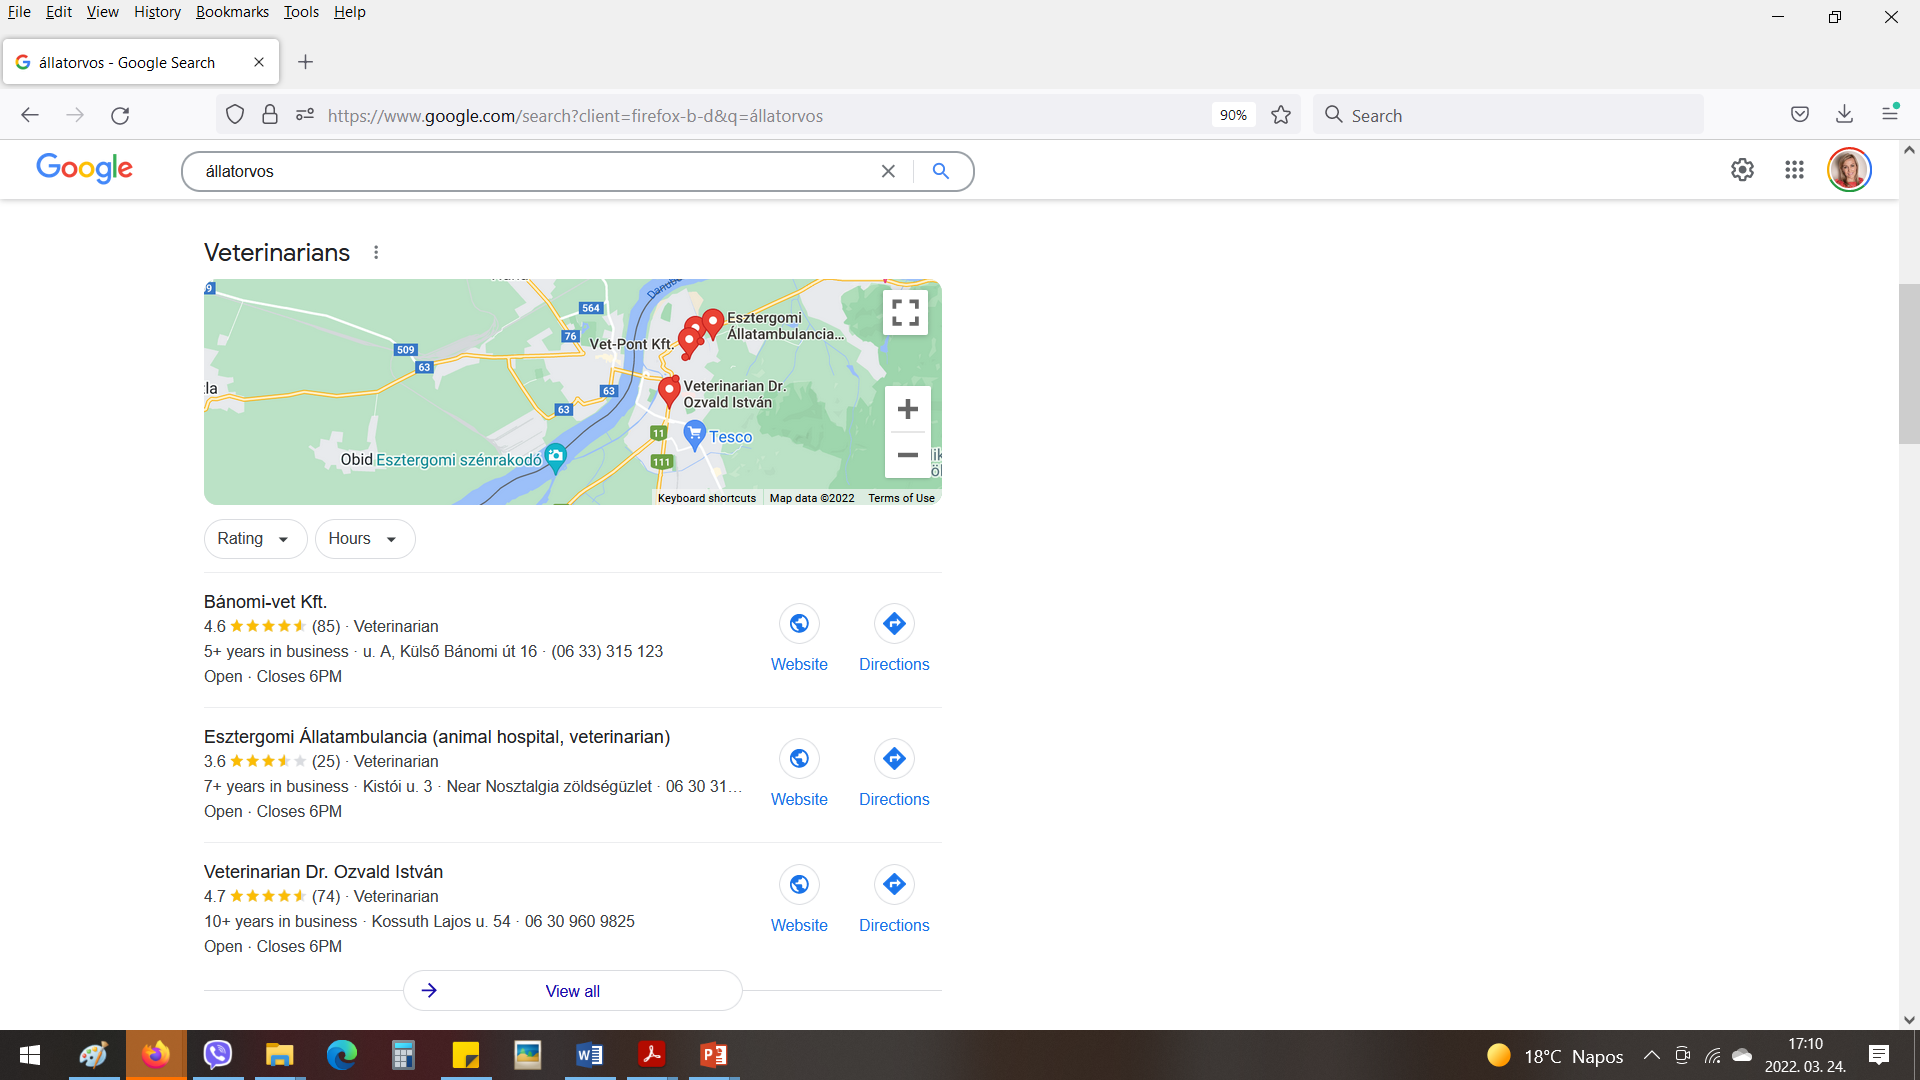 File Edit View History Bookmarks Tools Help
állatorvos - Google Search
https://www.google.com/search?client=firefox-b-d&q=állatorvos
90%
Search
Google
állatorvos
Veterinarians
Danube
564
76
509
63
63
63
Vet-Pont Kft.
Esztergomi
Állatambulancia...
Veterinarian Dr.
Ozvald István
11
Tesco
111
Obid
Esztergomi szénrakodó
Keyboard shortcuts Map data ©2022 Terms of Use
Rating Hours
Bánomi-vet Kft.
4.6 (85) · Veterinarian
5+ years in business · u. A, Külső Bánomi út 16 · (06 33) 315 123
Open · Closes 6PM
Website Directions
Esztergomi Állatambulancia (animal hospital, veterinarian)
3.6 (25) · Veterinarian
7+ years in business · Kistói u. 3 · Near Nosztalgia zöldségüzlet · 06 30 31…
Open · Closes 6PM
Website Directions
Veterinarian Dr. Ozvald István
4.7 (74) · Veterinarian
10+ years in business · Kossuth Lajos u. 54 · 06 30 960 9825
Open · Closes 6PM
Website Directions
View all
18°C Napos
17:10
2022. 03. 24.